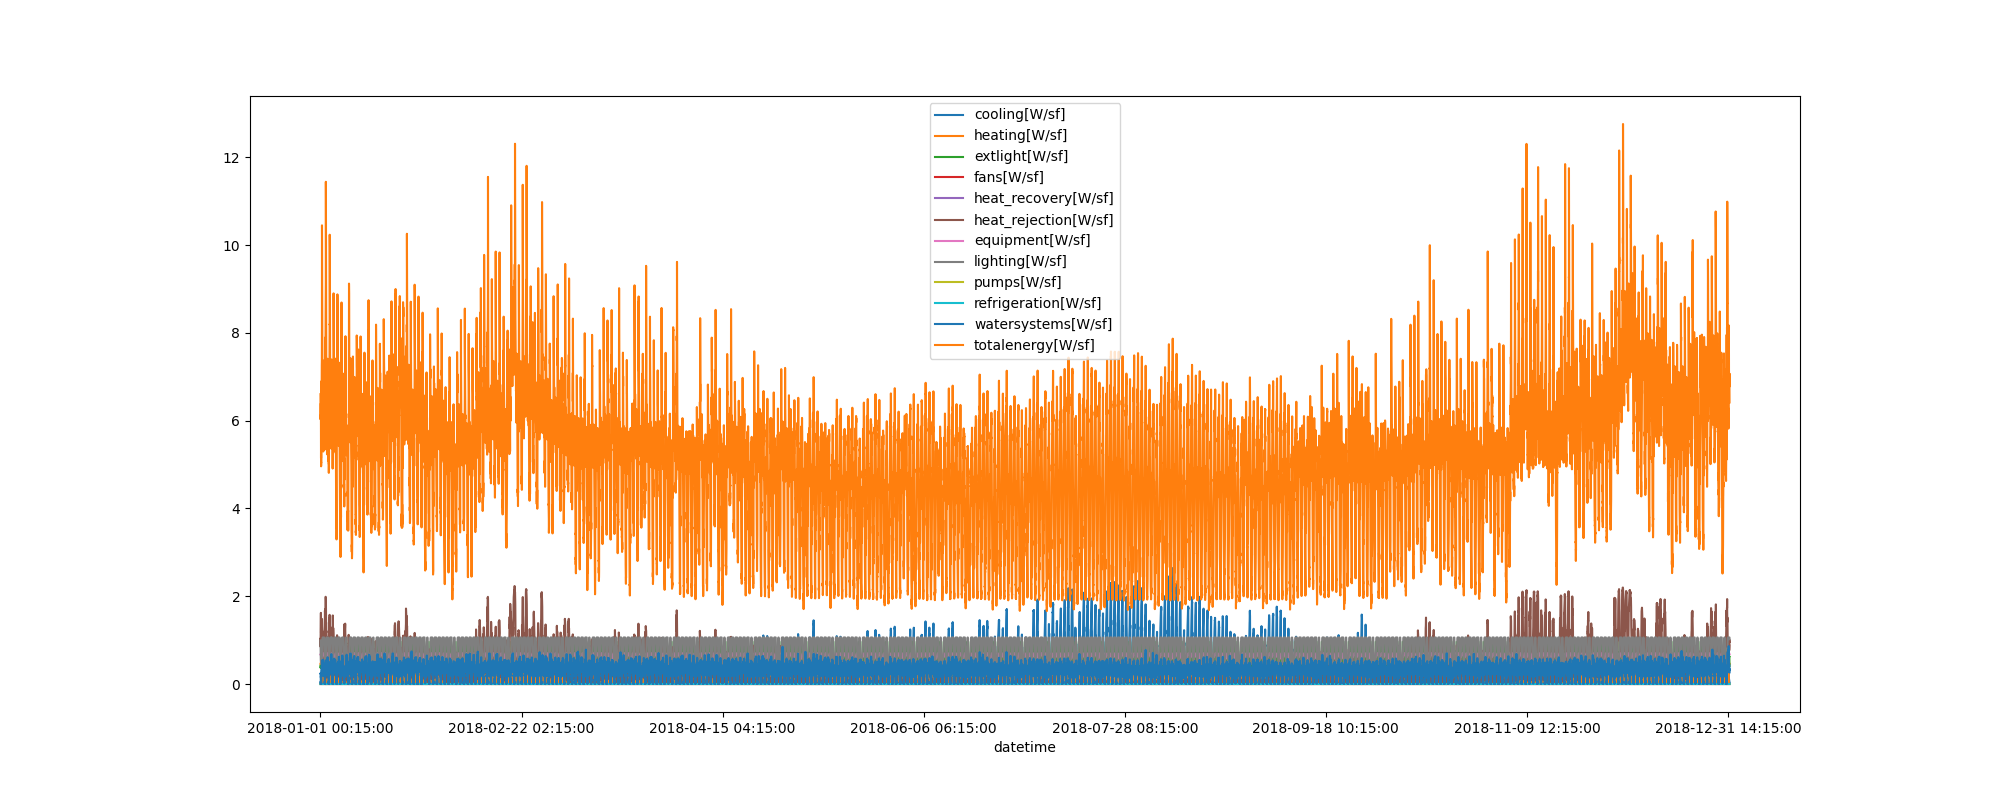 cooling[W/sf]
heating[W/sf]
extlight[W/sf]
fans[W/sf]
heat_recovery[W/sf]
heat_rejection[W/sf]
equipment[W/sf]
lighting[W/sf]
pumps[W/sf]
refrigeration[W/sf]
watersystems[W/sf]
totalenergy[W/sf]
12
10
8
6
4
2
0
2018-01-01 00:15:00 2018-02-22 02:15:00 2018-04-15 04:15:00 2018-06-06 06:15:00 2018-07-28 08:15:00 2018-09-18 10:15:00 2018-11-09 12:15:00 2018-12-31 14:15:00
datetime